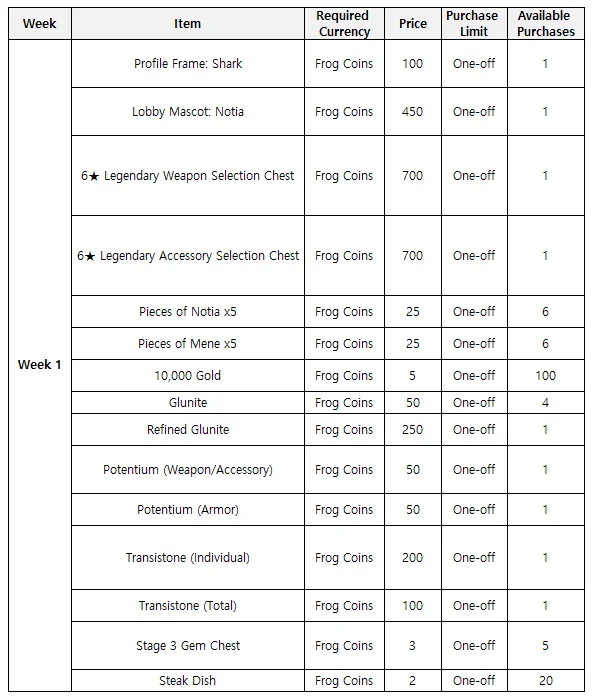 Week Item Required Currency Price Purchase Limit Available Purchases
Week 1
Profile Frame: Shark Frog Coins 100 One-off 1
Lobby Mascot: Notia Frog Coins 450 One-off 1
6★ Legendary Weapon Selection Chest Frog Coins 700 One-off 1
6★ Legendary Accessory Selection Chest Frog Coins 700 One-off 1
Pieces of Notia x5 Frog Coins 25 One-off 6
Pieces of Mene x5 Frog Coins 25 One-off 6
10,000 Gold Frog Coins 5 One-off 100
Glunite Frog Coins 50 One-off 4
Refined Glunite Frog Coins 250 One-off 1
Potentium (Weapon/Accessory) Frog Coins 50 One-off 1
Potentium (Armor) Frog Coins 50 One-off 1
Transistone (Individual) Frog Coins 200 One-off 1
Transistone (Total) Frog Coins 100 One-off 1
Stage 3 Gem Chest Frog Coins 3 One-off 5
Steak Dish Frog Coins 2 One-off 20